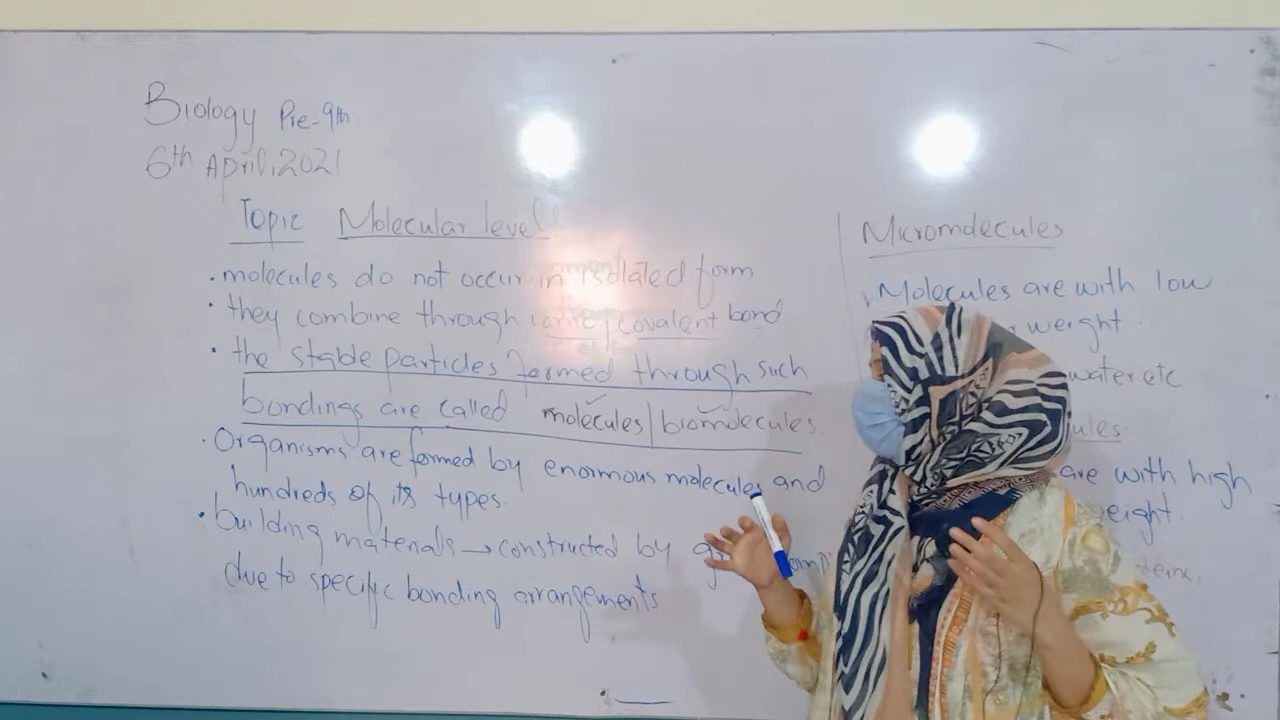 Biology Pre-9th
6th April, 2021
Topic Molecular level
• molecules do not occur in isolated form
• they combine through ionic/covalent bond
• the stable particles formed through such
bondings are called molecules/biomolecules
• Organisms are formed by enormous molecules and
hundreds of its types.
• building materials → constructed by
due to specific bonding arrangements
Micromolecules
Molecules are with low
weight.
water etc
ules:
are with high
eight.
teins,